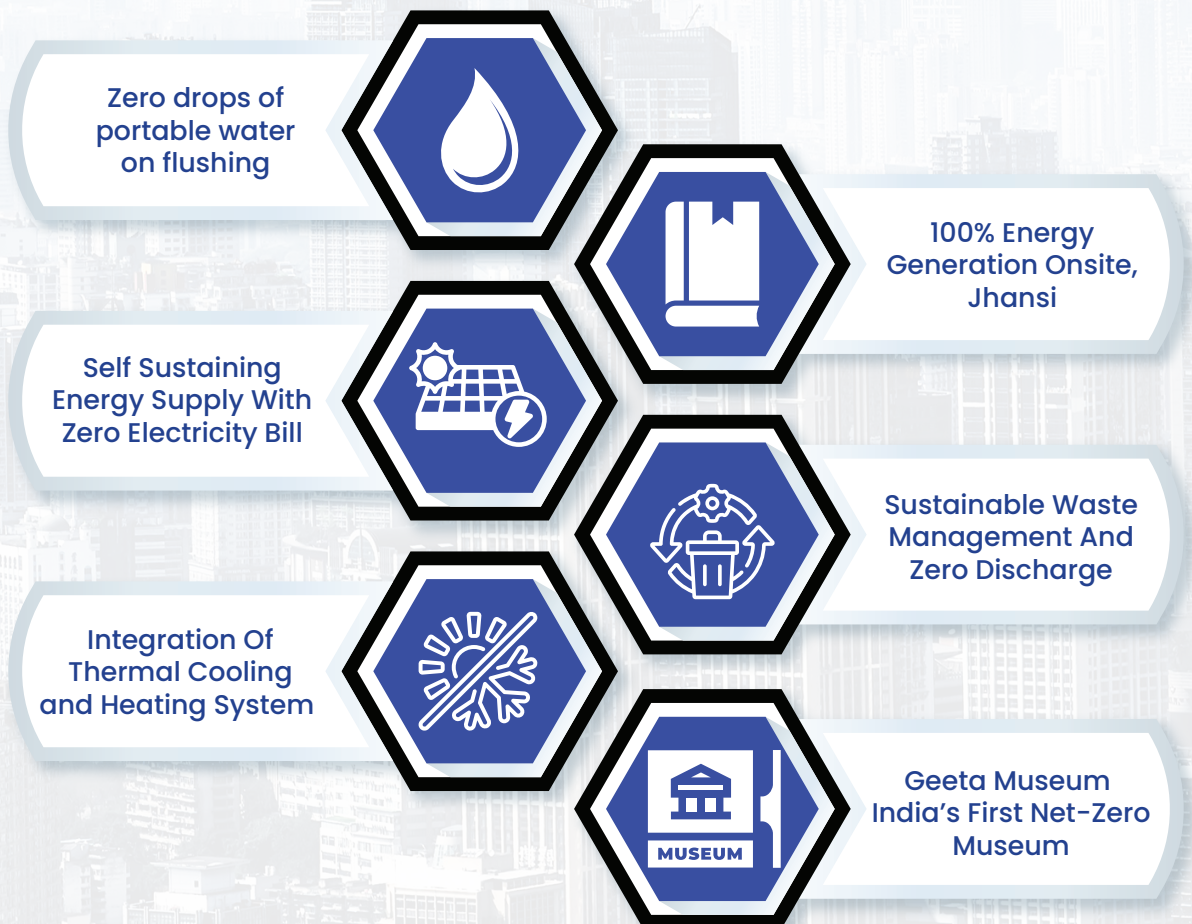 Zero drops of
portable water
on flushing
100% Energy
Generation Onsite,
Jhansi
Self Sustaining
Energy Supply With
Zero Electricity Bill
Sustainable Waste
Management And
Zero Discharge
Integration Of
Thermal Cooling
and Heating System
MUSEUM
Geeta Museum
India's First Net-Zero
Museum